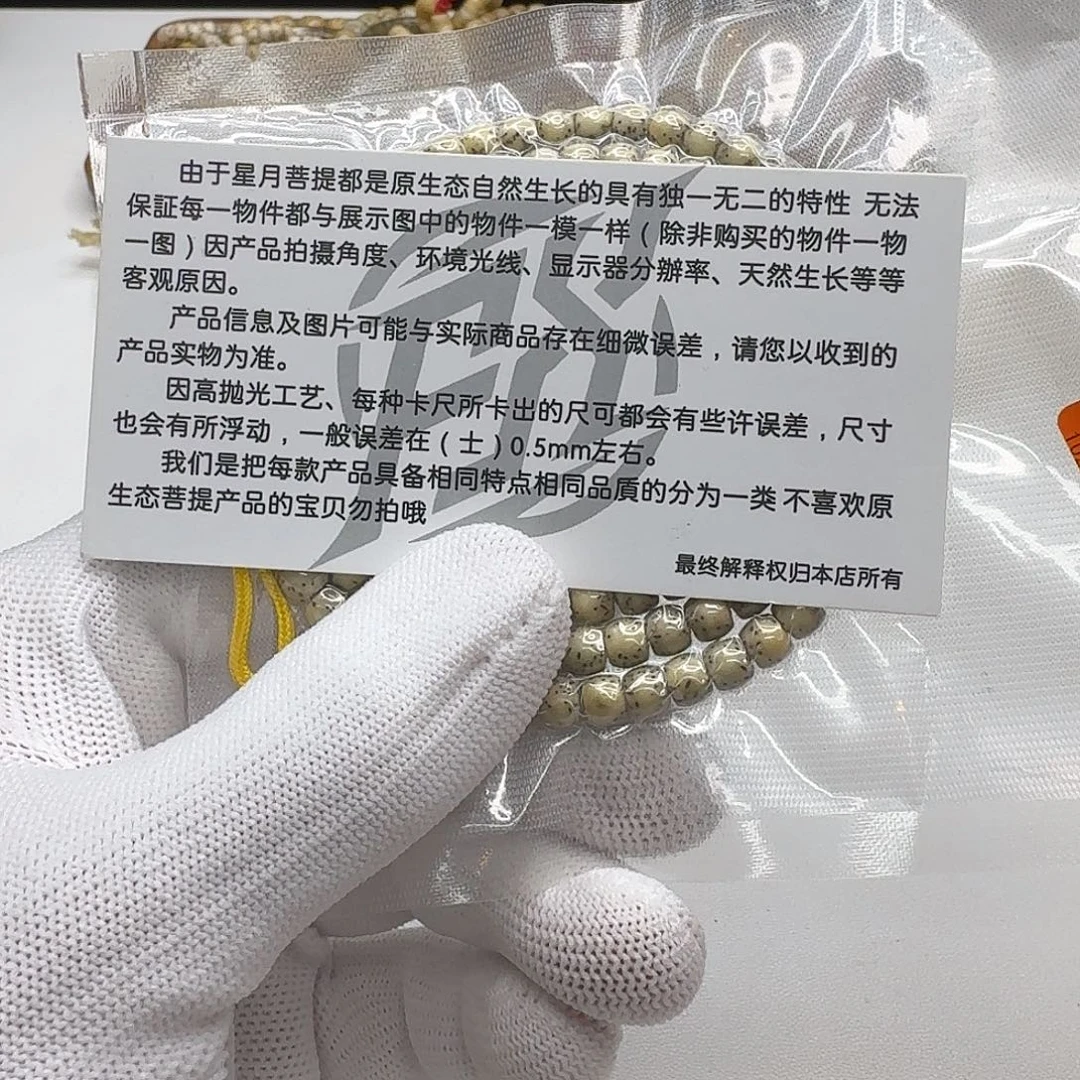 由于星月菩提都是原生态自然生长的具有独一无二的特性 无法
保証每一物件都与展示图中的物件一模一样（除非购买的物件一物
一图）因产品拍摄角度、环境光线、显示器分辦率、天然生长等等
客观原因。
产品信息及图片可能与实际商品存在细微误差，请您以收到的
产品实物为准。
因高抛光工艺、每种卡尺所卡出的尺可都会有些许误差，尺寸
也会有所浮动，一般误差在（士）0.5mm左右。
我们是把每款产品具备相同特点相同品質的分为一类 不喜欢原
生态菩提产品的宝贝勿拍哦
最终解释权归本店所有